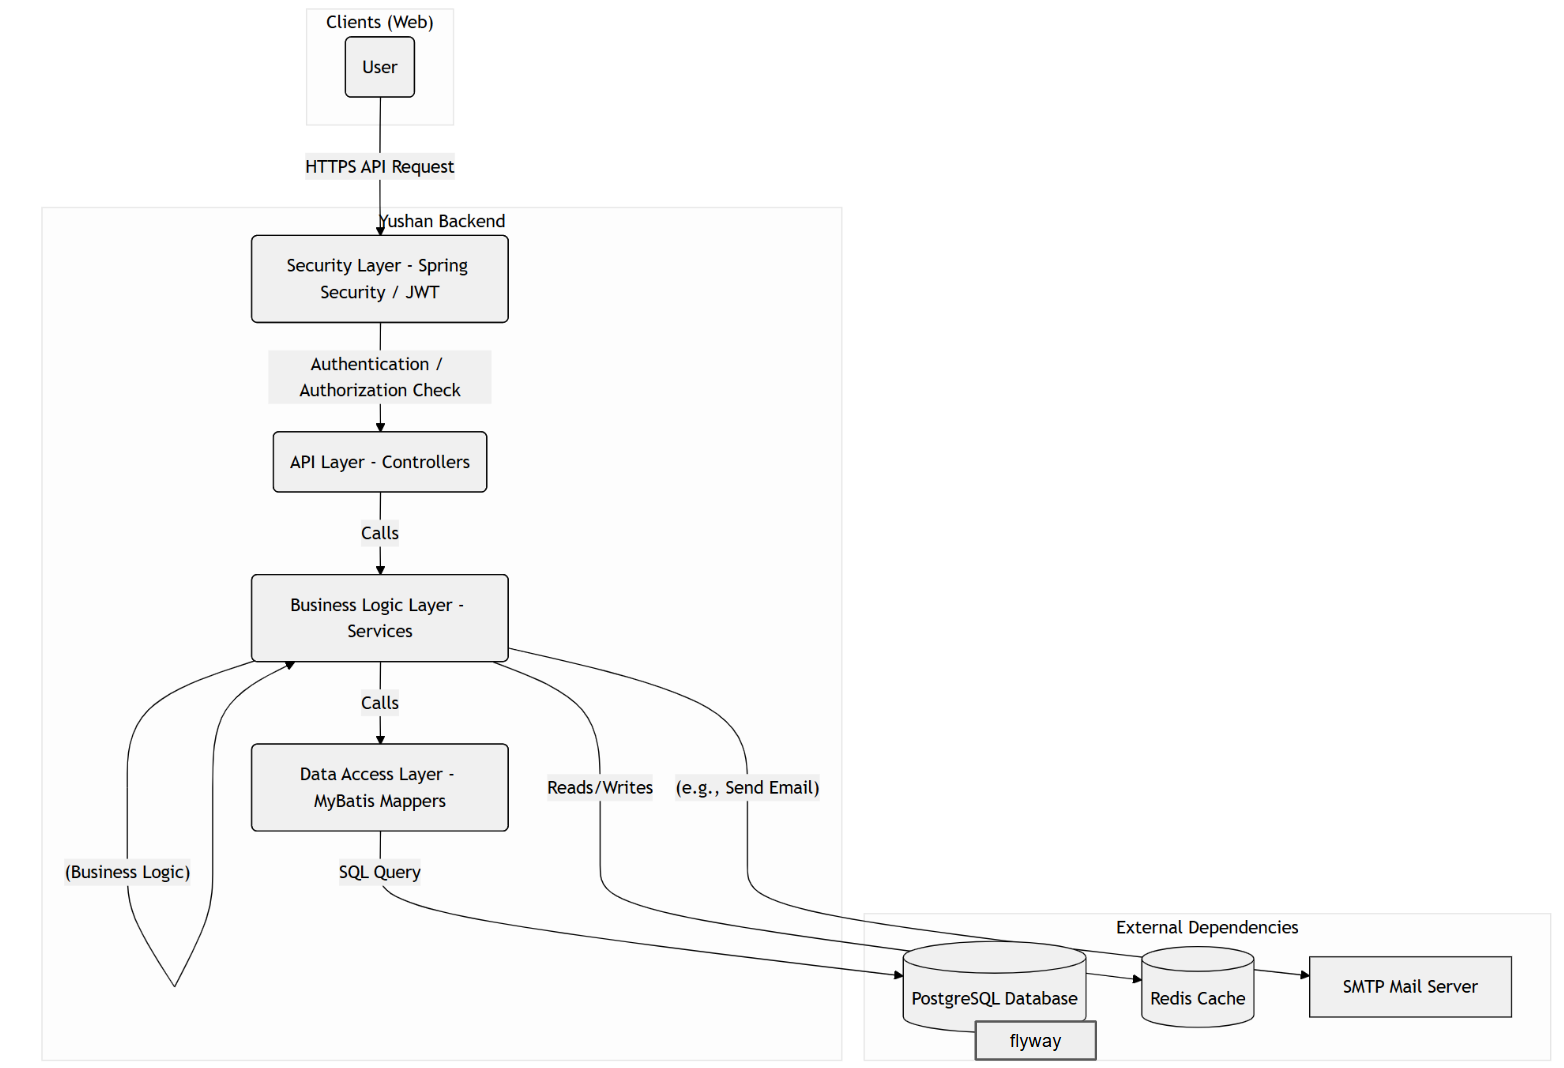 Clients (Web)
User
HTTPS API Request
Yushan Backend
Security Layer - Spring
Security / JWT
Authentication /
Authorization Check
API Layer - Controllers
Calls
Business Logic Layer -
Services
Calls
Data Access Layer -
MyBatis Mappers
Reads/Writes
(e.g., Send Email)
(Business Logic)
SQL Query
External Dependencies
PostgreSQL Database
Redis Cache
SMTP Mail Server
flyway